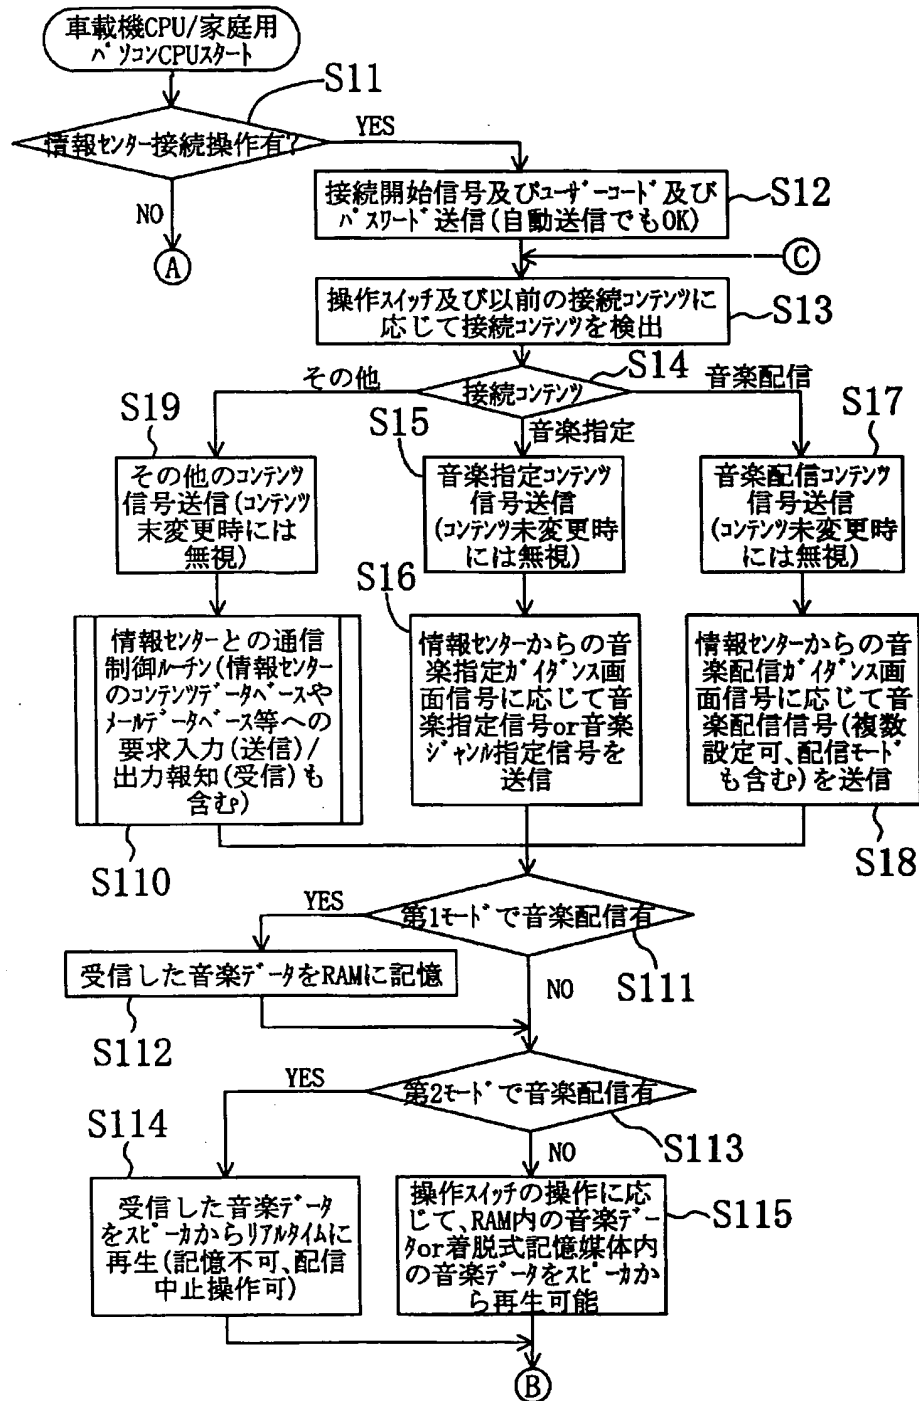 車載機CPU/家庭用
パソコンCPUスタート
S11
情報センター接続操作有?
YES
NO
A
接続開始信号及びユーザーコード及び
パスワード送信(自動送信でもOK)
S12
C
操作スイッチ及び以前の接続コンテンツに
応じて接続コンテンツを検出
S13
S14
接続コンテンツ
その他
音楽指定
音楽配信
S19
その他のコンテンツ
信号送信(コンテンツ
末変更時には
無視)
S15
音楽指定コンテンツ
信号送信
(コンテンツ未変更時
には無視)
S17
音楽配信コンテンツ
信号送信
(コンテンツ未変更時
には無視)
情報センターとの通信
制御ルーチン(情報センター
のコンテンツデータベースや
メールデータベース等への
要求入力(送信)/
出力報知(受信)も
含む)
S110
S16
情報センターからの音
楽指定ガイダンス画
面信号に応じて音
楽指定信号or音楽
ジャンル指定信号を
送信
情報センターからの音
楽配信ガイダンス画
面信号に応じて音
楽配信信号(複数
設定可、配信モード
も含む)を送信
S18
第1モードで音楽配信有
YES
NO
S111
受信した音楽データをRAMに記憶
S112
第2モードで音楽配信有
YES
NO
S113
S114
受信した音楽データ
をスピーカからリアルタイムに
再生(記憶不可、配信
中止操作可)
操作スイッチの操作に応
じて、RAM内の音楽デー
タor着脱式記憶媒体内
の音楽データをスピーカか
ら再生可能
S115
B